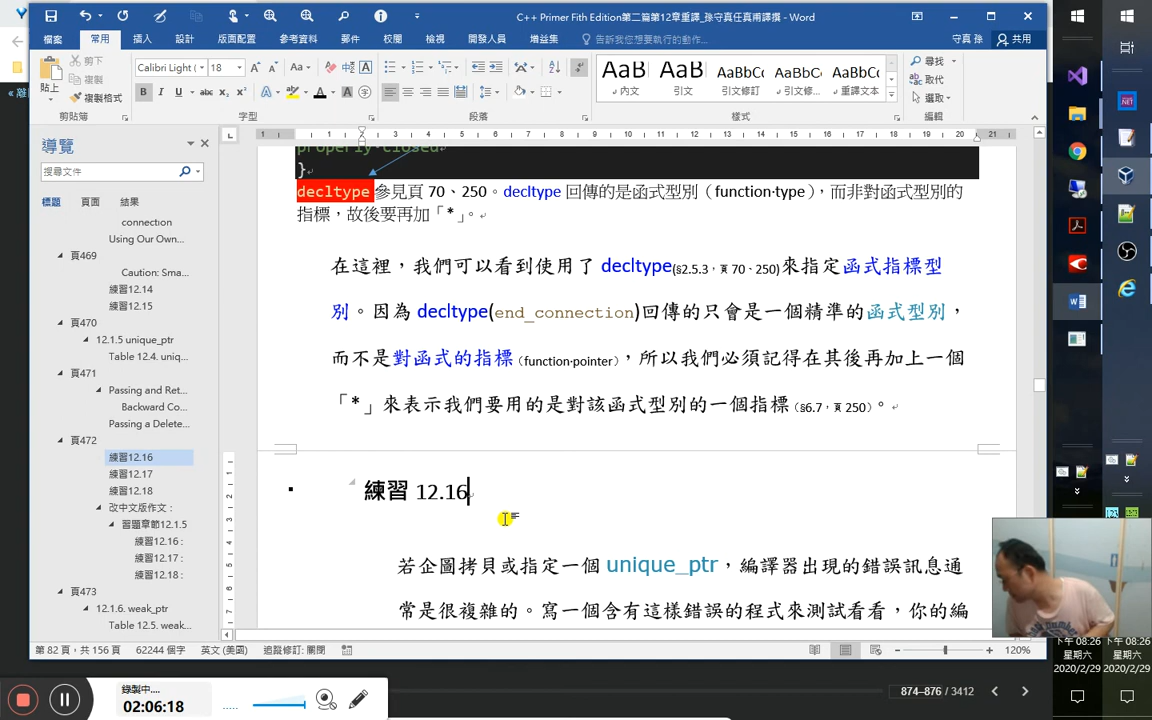 C++ Primer Fith Edition第二篇第12章重譯_孫守真任真甫譯撰 - Word
檔案 常用 插入 設計 版面配置 參考資料 郵件 校閱 檢視 開發人員 增益集 告訴我您想要執行的動作... 守真 孫 共用
貼上 剪下 複製 複製格式
Calibri Light ( 18
AaBb AaBb AaBbCc AaBbCc AaBbCc
內文 引文 引文修訂 引文修... 重譯文本
尋找 取代 選取
剪貼簿 字型 段落 樣式 編輯
導覽
搜尋文件
標題 頁面 結果
connection
Using Our Own...
頁469
Caution: Sma...
練習12.14
練習12.15
頁470
12.1.5 unique_ptr
Table 12.4. uniq...
頁471
Passing and Ret...
Backward Co...
Passing a Delete...
頁472
練習12.16
練習12.17
練習12.18
改中文版作文：
習題章節12.1.5
練習12.16 :
練習12.17 :
練習12.18 :
頁473
12.1.6. weak_ptr
Table 12.5. weak...
properly closed
}
decltype 參見頁 70、250。decltype 回傳的是函式型別（function·type），而非對函式型別的
指標，故後要再加「*」。
在這裡，我們可以看到使用了 decltype(§2.5.3，頁 70、250)來指定函式指標型
別。因為 decltype(end_connection)回傳的只會是一個精準的函式型別，
而不是對函式的指標（function·pointer），所以我們必須記得在其後再加上一個
「*」來表示我們要用的是對該函式型別的一個指標（§6.7，頁 250）。
練習 12.16
若企圖拷貝或指定一個 unique_ptr，編譯器出現的錯誤訊息通
常是很複雜的。寫一個含有這樣錯誤的程式來測試看看，你的編
第 82 頁，共 156 頁 62244 個字 英文 (美國) 追蹤修訂: 關閉 120%
錄製中....
02:06:18
874–876 / 3412
下午 08:26 下午 08:26
星期六 星期六
2020/2/29 2020/2/29